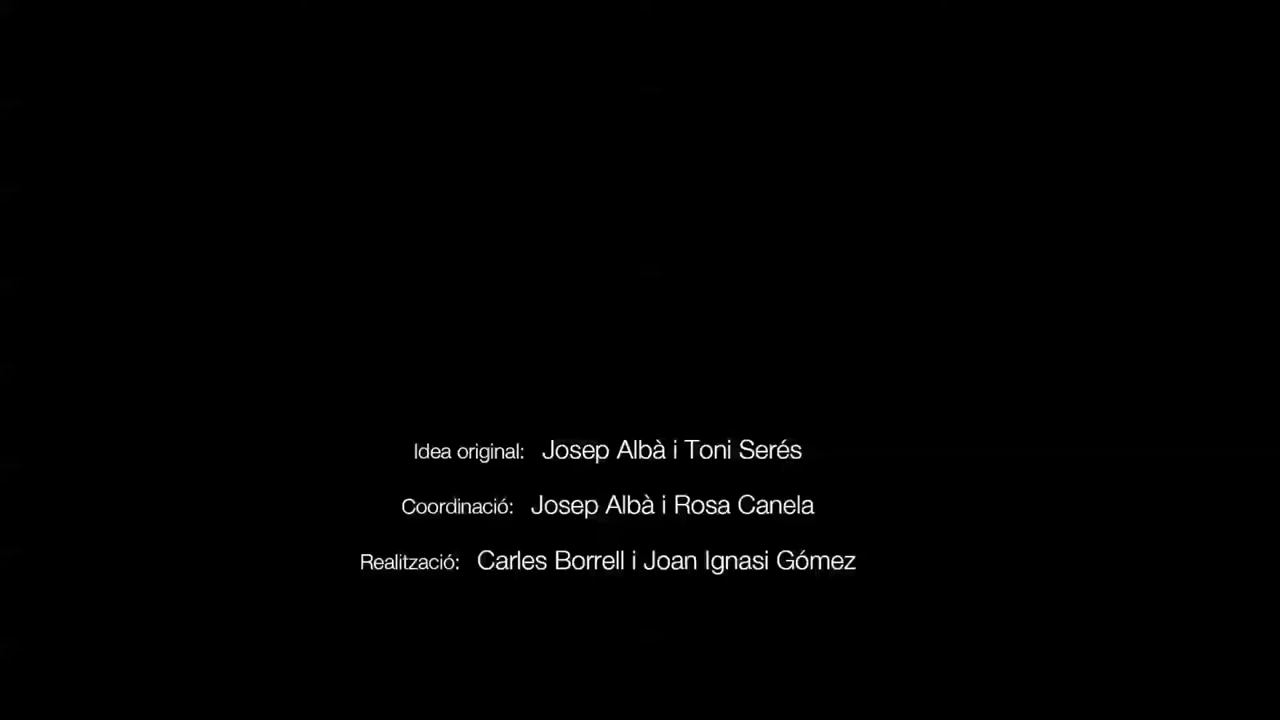 Idea original: Josep Albà i Toni Serés
Coordinació: Josep Albà i Rosa Canela
Realització: Carles Borrell i Joan Ignasi Gómez